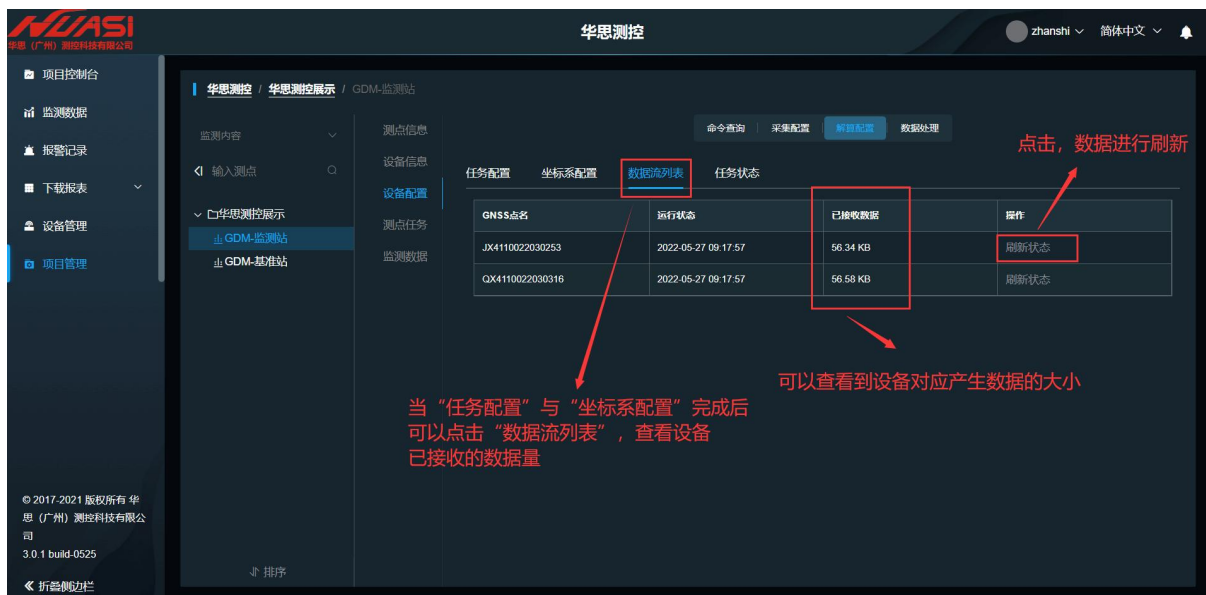 HUASI
华思（广州）测控科技有限公司
华思测控
zhanshi
简体中文
项目控制台
监测数据
报警记录
下载报表
设备管理
项目管理
© 2017-2021 版权所有 华
思（广州）测控科技有限公
司
3.0.1 build-0525
折叠侧边栏
华思测控 / 华思测控展示 / GDM-监测站
监测内容
输入测点
华思测控展示
GDM-监测站
GDM-基准站
排序
测点信息
设备信息
设备配置
测点任务
监测数据
命令查询 采集配置 解算配置 数据处理
任务配置 坐标系配置 数据流列表 任务状态
GNSS点名 运行状态 已接收数据 操作
JX4110022030253 2022-05-27 09:17:57 56.34 KB 刷新状态
QX4110022030316 2022-05-27 09:17:57 56.58 KB 刷新状态
点击，数据进行刷新
可以查看到设备对应产生数据的大小
当“任务配置”与“坐标系配置”完成后
可以点击“数据流列表”，查看设备
已接收的数据量